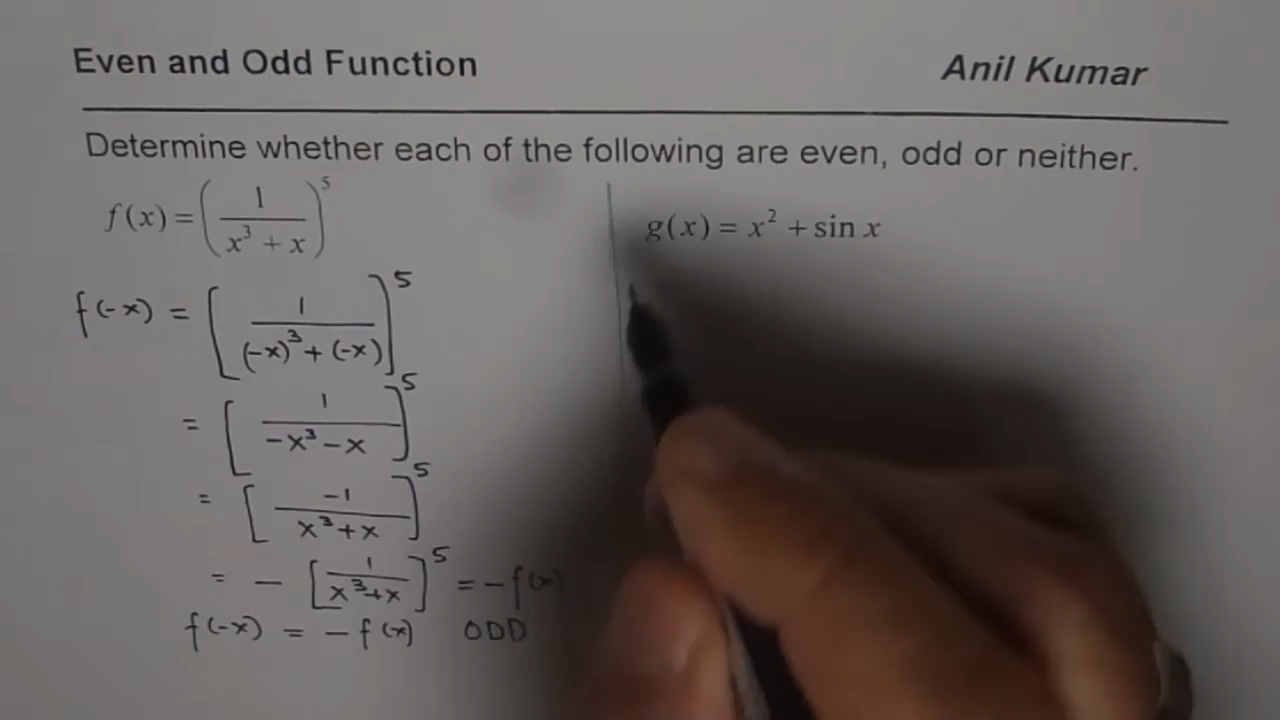 Even and Odd Function
Anil Kumar
Determine whether each of the following are even, odd or neither.
f(x) = (1/(x³ + x))⁵
f(-x) = [1/((-x)³ + (-x))]⁵
= [1/(-x³ - x)]⁵
= [-1/(x³ + x)]⁵
= - [1/(x³ + x)]⁵ = - f(x)
f(-x) = - f(x) ODD
g(x) = x² + sin x